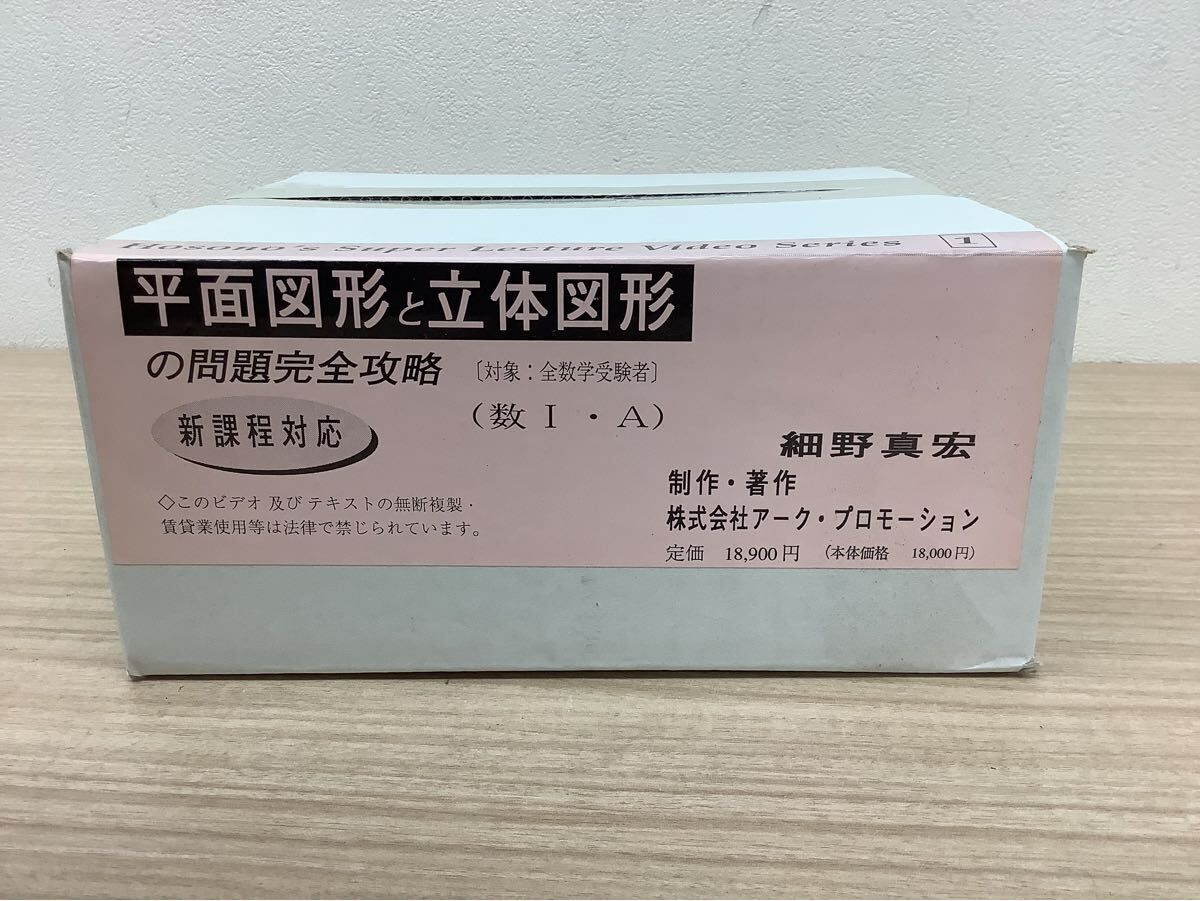 Hosono's Super Lecture Video Series 1
平面図形と立体図形
の問題完全攻略 〔対象：全数学受験者〕
（数Ⅰ・A）
新課程対応
細野真宏
◇このビデオ及びテキストの無断複製・
賃貸業使用等は法律で禁じられています。
制作・著作
株式会社アーク・プロモーション
定価 18,900円 （本体価格 18,000円）